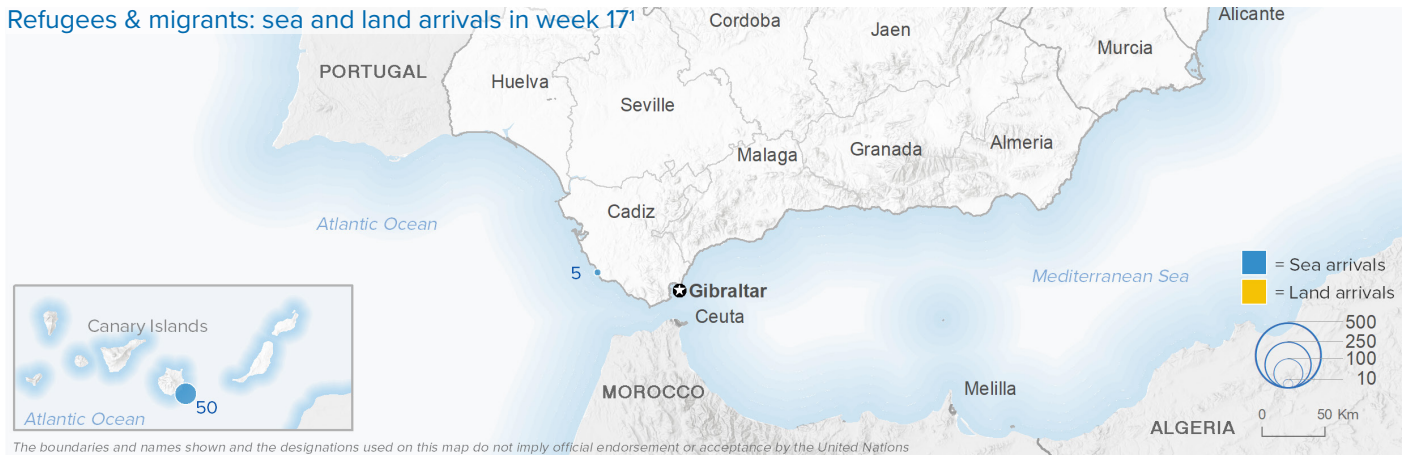 Refugees & migrants: sea and land arrivals in week 17¹
Cordoba
Alicante
Jaen
Murcia
PORTUGAL
Huelva
Seville
Almeria
Granada
Malaga
Cadiz
Atlantic Ocean
5
Mediterranean Sea
= Sea arrivals
Gibraltar
= Land arrivals
Ceuta
500
Canary Islands
250
100
10
Melilla
MOROCCO
50
Atlantic Ocean
0 50 Km
ALGERIA
The boundaries and names shown and the designations used on this map do not imply official endorsement or acceptance by the United Nations